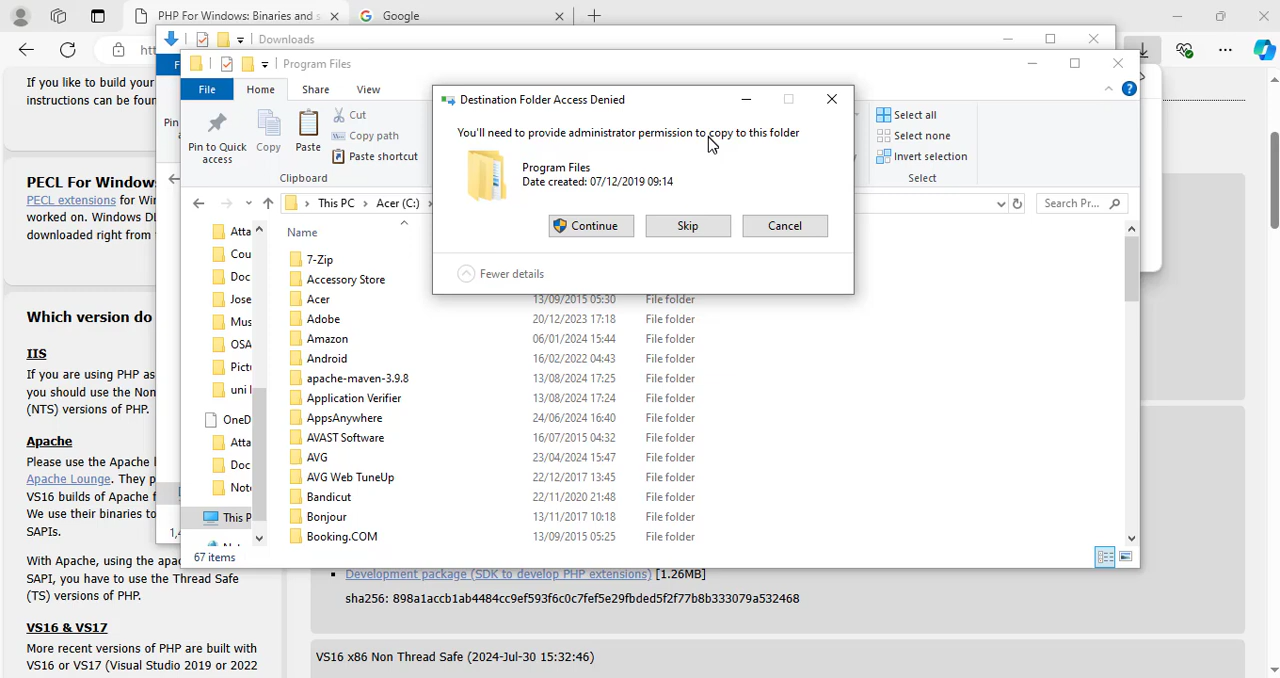 PHP For Windows: Binaries and s
Google
htt
Downloads
Program Files
File
Home
Share
View
Pin to Quick access
Copy
Paste
Cut
Copy path
Paste shortcut
Clipboard
Select all
Select none
Invert selection
Select
Destination Folder Access Denied
You'll need to provide administrator permission to copy to this folder
Program Files
Date created: 07/12/2019 09:14
Continue
Skip
Cancel
Fewer details
This PC
Acer (C:)
Search Pr...
Name
Atta
Cou
Doc
Jose
Mus
OSA
Pict
uni l
OneD
Atta
Doc
Not
This P
7-Zip
Accessory Store
Acer 13/09/2015 05:30 File folder
Adobe 20/12/2023 17:18 File folder
Amazon 06/01/2024 15:44 File folder
Android 16/02/2022 04:43 File folder
apache-maven-3.9.8 13/08/2024 17:25 File folder
Application Verifier 13/08/2024 17:24 File folder
AppsAnywhere 24/06/2024 16:40 File folder
AVAST Software 16/07/2015 04:32 File folder
AVG 23/04/2024 15:47 File folder
AVG Web TuneUp 22/12/2017 13:45 File folder
Bandicut 22/11/2020 21:48 File folder
Bonjour 13/11/2017 10:18 File folder
Booking.COM 13/09/2015 05:25 File folder
67 items
If you like to build your
instructions can be four
PECL For Window
PECL extensions for Wir
worked on. Windows DL
downloaded right from
Which version do
IIS
If you are using PHP as
you should use the Non
(NTS) versions of PHP.
Apache
Please use the Apache b
Apache Lounge. They p
VS16 builds of Apache f
We use their binaries to
SAPIs.
With Apache, using the apac
SAPI, you have to use the Thread Safe
(TS) versions of PHP.
VS16 & VS17
More recent versions of PHP are built with
VS16 or VS17 (Visual Studio 2019 or 2022
Development package (SDK to develop PHP extensions) [1.26MB]
sha256: 898a1accb1ab4484cc9ef593f6c0c7fef5e29fbded5f2f77b8b333079a532468
VS16 x86 Non Thread Safe (2024-Jul-30 15:32:46)